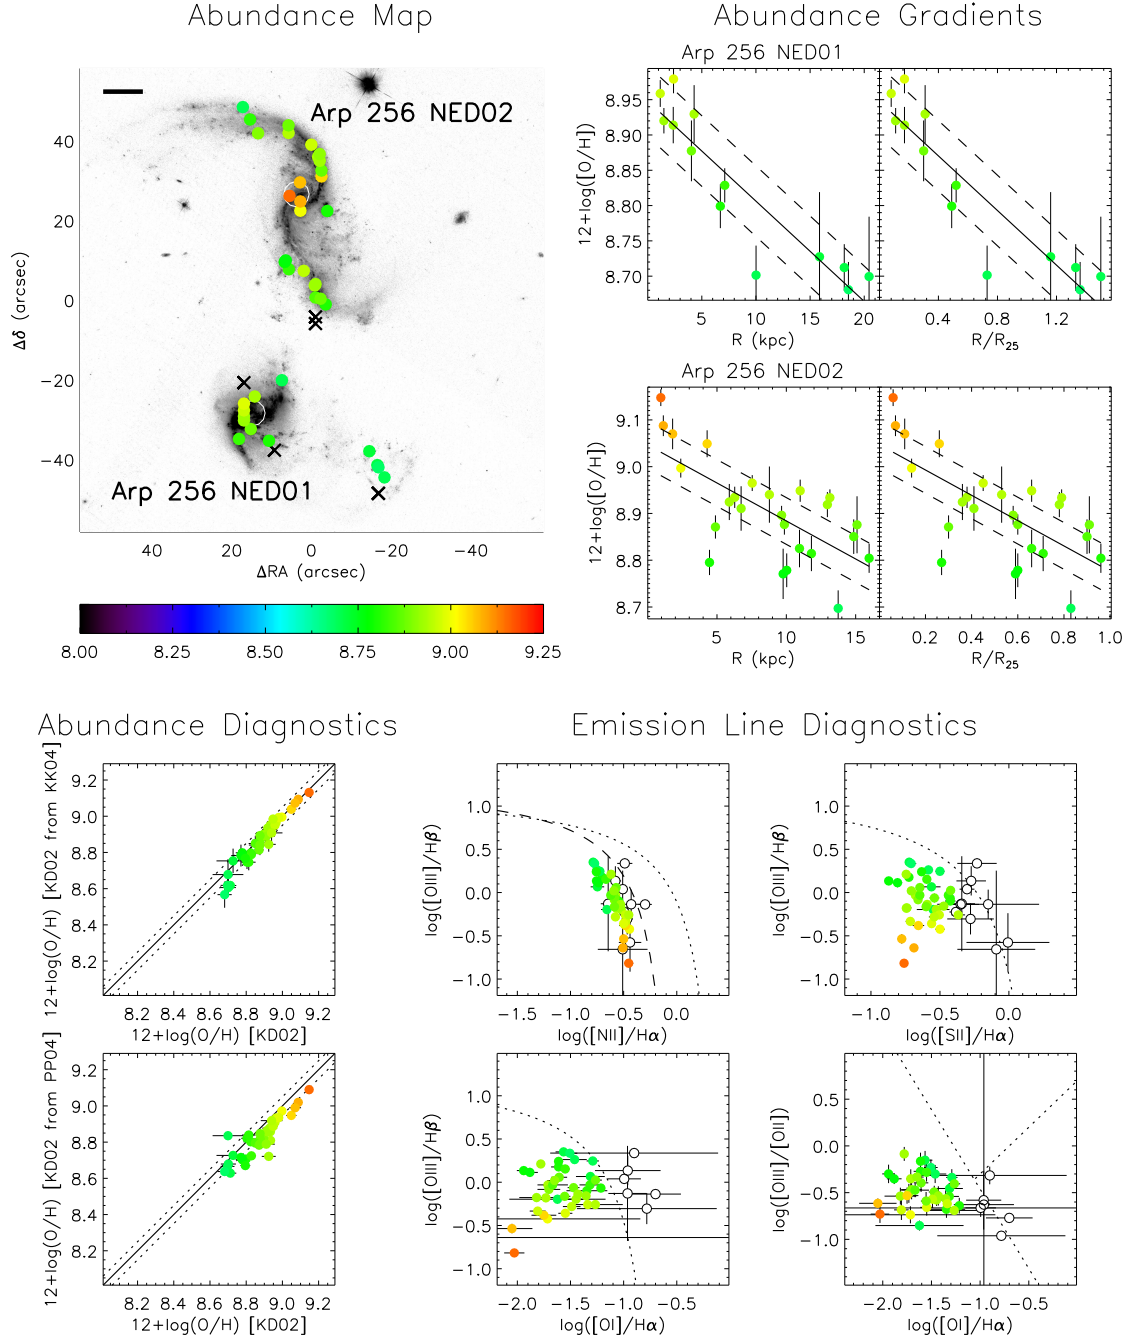 Abundance Map
Abundance Gradients
Arp 256 NED02
Arp 256 NED01
Δδ (arcsec)
40
20
0
−20
−40
40 20 0 −20 −40
ΔRA (arcsec)
8.00 8.25 8.50 8.75 9.00 9.25
Arp 256 NED01
12+log([O/H])
8.95
8.90
8.85
8.80
8.75
8.70
5 10 15 20
R (kpc)
0.4 0.8 1.2
R/R25
Arp 256 NED02
12+log([O/H])
9.1
9.0
8.9
8.8
8.7
5 10 15
R (kpc)
0.2 0.4 0.6 0.8 1.0
R/R25
Abundance Diagnostics
Emission Line Diagnostics
12+log(O/H) [KD02 from KK04]
9.2
9.0
8.8
8.6
8.4
8.2
8.2 8.4 8.6 8.8 9.0 9.2
12+log(O/H) [KD02]
log([OIII]/Hβ)
1.0
0.5
0.0
−0.5
−1.0
−1.5 −1.0 −0.5 0.0
log([NII]/Hα)
log([OIII]/Hβ)
1.0
0.5
0.0
−0.5
−1.0
−1.0 −0.5 0.0
log([SII]/Hα)
12+log(O/H) [KD02 from PP04]
9.2
9.0
8.8
8.6
8.4
8.2
8.2 8.4 8.6 8.8 9.0 9.2
12+log(O/H) [KD02]
log([OIII]/Hβ)
1.0
0.5
0.0
−0.5
−1.0
−2.0 −1.5 −1.0 −0.5 0.0
log([OI]/Hα)
log([OIII]/[OII])
0.5
0.0
−0.5
−1.0
−2.0 −1.5 −1.0 −0.5 0.0
log([OI]/Hα)